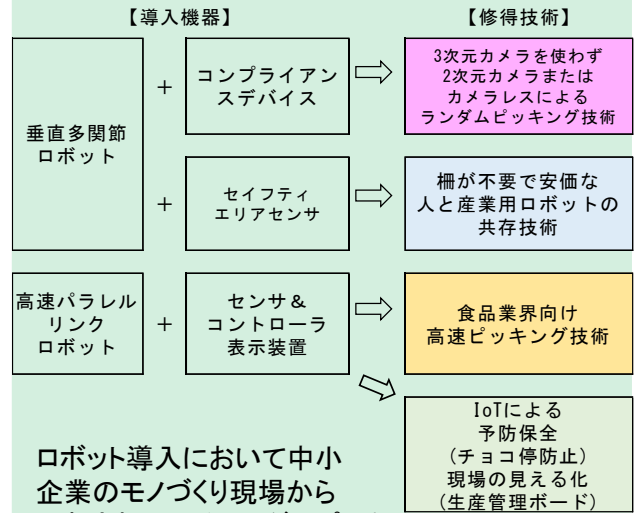 【導入機器】
【修得技術】
垂直多関節
ロボット
+
コンプライアン
スデバイス
3次元カメラを使わず
2次元カメラまたは
カメラレスによる
ランダムピッキング技術
+
セイフティ
エリアセンサ
柵が不要で安価な
人と産業用ロボットの
共存技術
高速パラレル
リンク
ロボット
+
センサ&
コントローラ
表示装置
食品業界向け
高速ピッキング技術
IoTによる
予防保全
(チョコ停防止)
現場の見える化
(生産管理ボード)
ロボット導入において中小
企業のモノづくり現場から